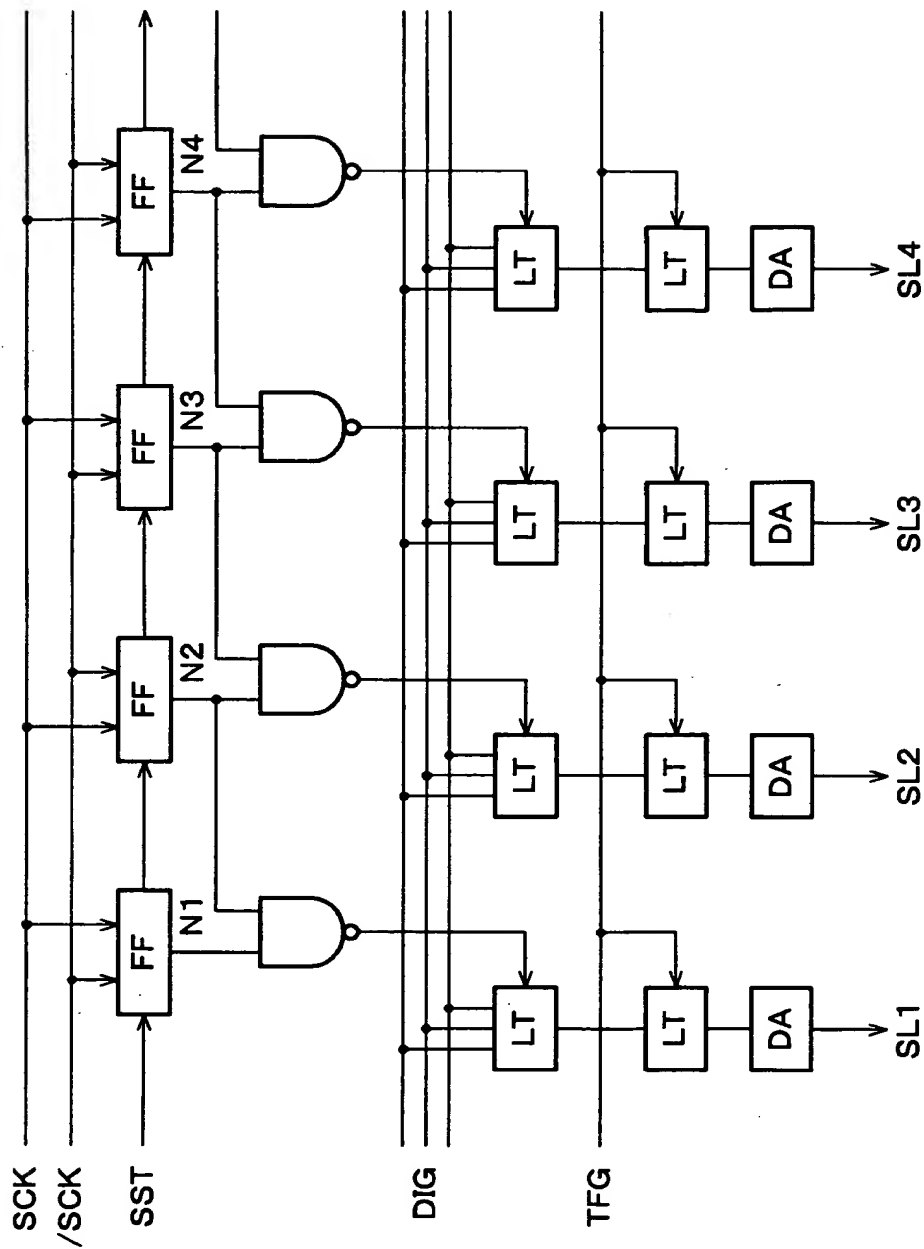 SCK
/SCK
SST
FF FF FF FF
N1 N2 N3 N4
DIG
LT LT LT LT
TFG
LT LT LT LT
DA DA DA DA
SL1 SL2 SL3 SL4